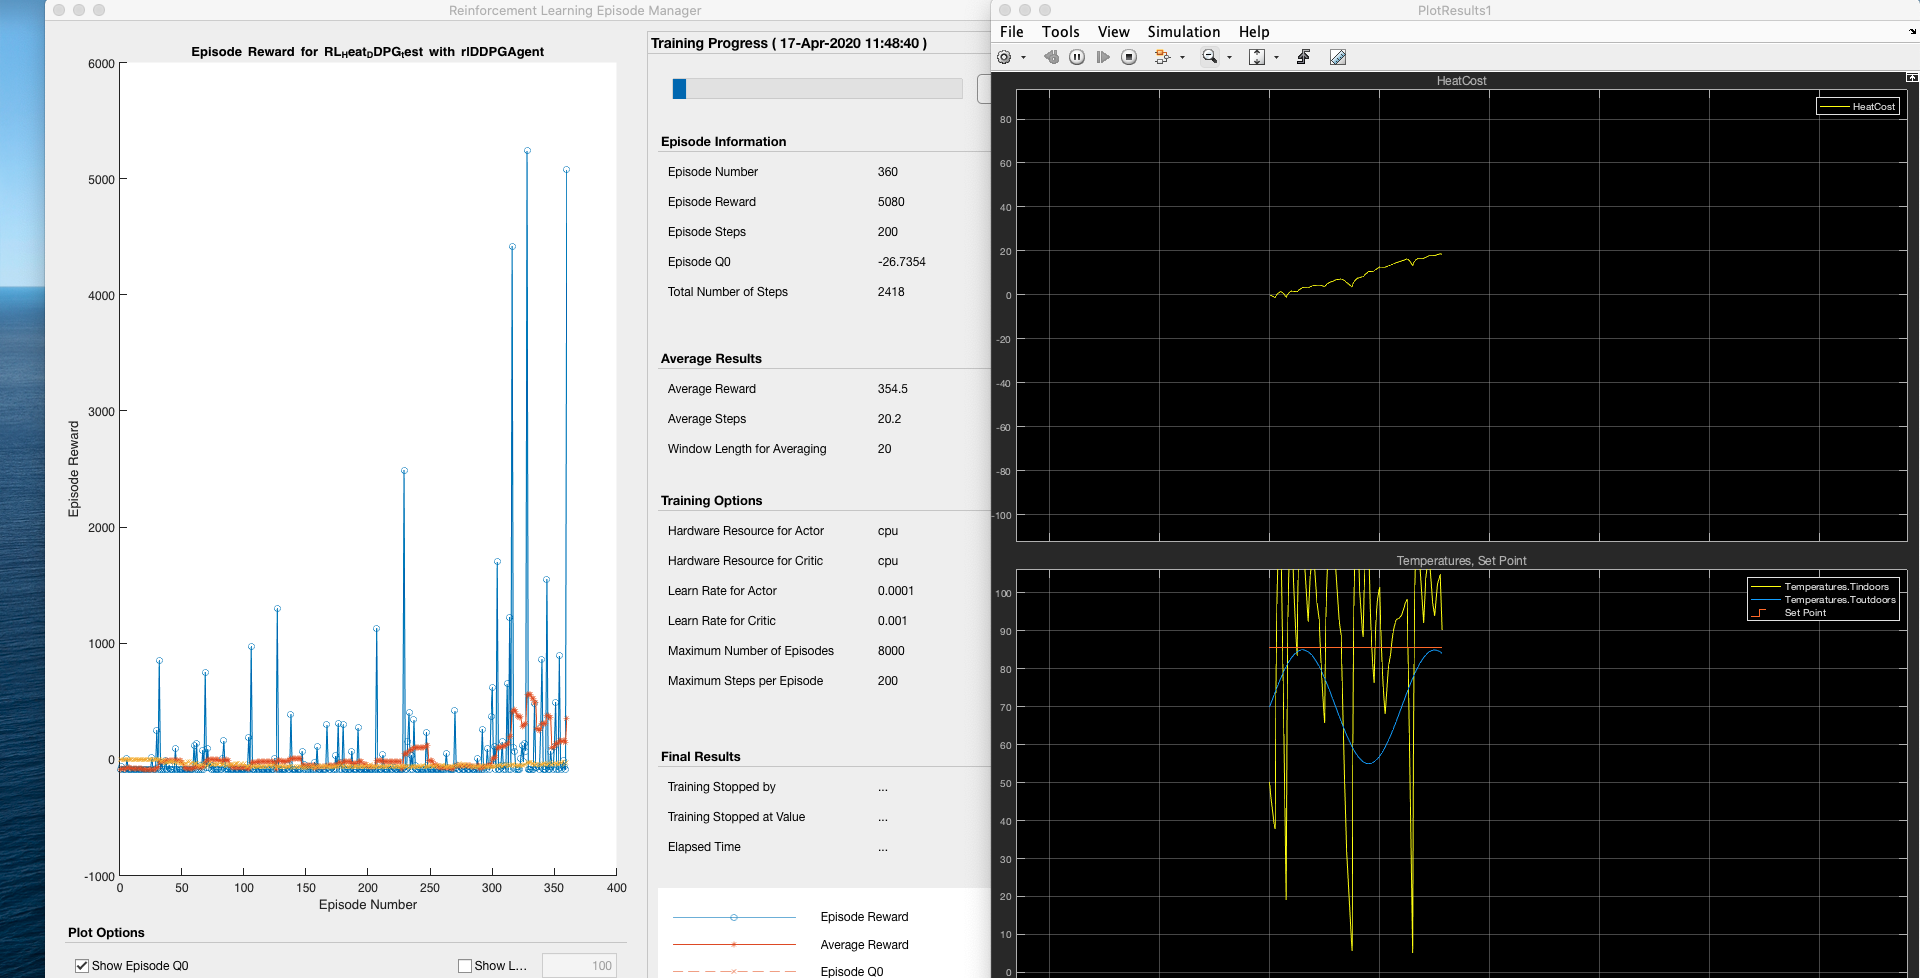 Reinforcement Learning Episode Manager
Episode Reward for RL_Heat_DDPG_test with rlDDPGAgent
6000
5000
4000
3000
2000
1000
0
-1000
Episode Reward
0 50 100 150 200 250 300 350 400
Episode Number
Plot Options
Show Episode Q0
Show L...
100
Training Progress ( 17-Apr-2020 11:48:40 )
Episode Information
Episode Number 360
Episode Reward 5080
Episode Steps 200
Episode Q0 -26.7354
Total Number of Steps 2418
Average Results
Average Reward 354.5
Average Steps 20.2
Window Length for Averaging 20
Training Options
Hardware Resource for Actor cpu
Hardware Resource for Critic cpu
Learn Rate for Actor 0.0001
Learn Rate for Critic 0.001
Maximum Number of Episodes 8000
Maximum Steps per Episode 200
Final Results
Training Stopped by ...
Training Stopped at Value ...
Elapsed Time ...
Episode Reward
Average Reward
Episode Q0
PlotResults1
File Tools View Simulation Help
HeatCost
HeatCost
80
60
40
20
0
-20
-40
-60
-80
-100
Temperatures, Set Point
Temperatures.Tindoors
Temperatures.Toutdoors
Set Point
100
90
80
70
60
50
40
30
20
10
0